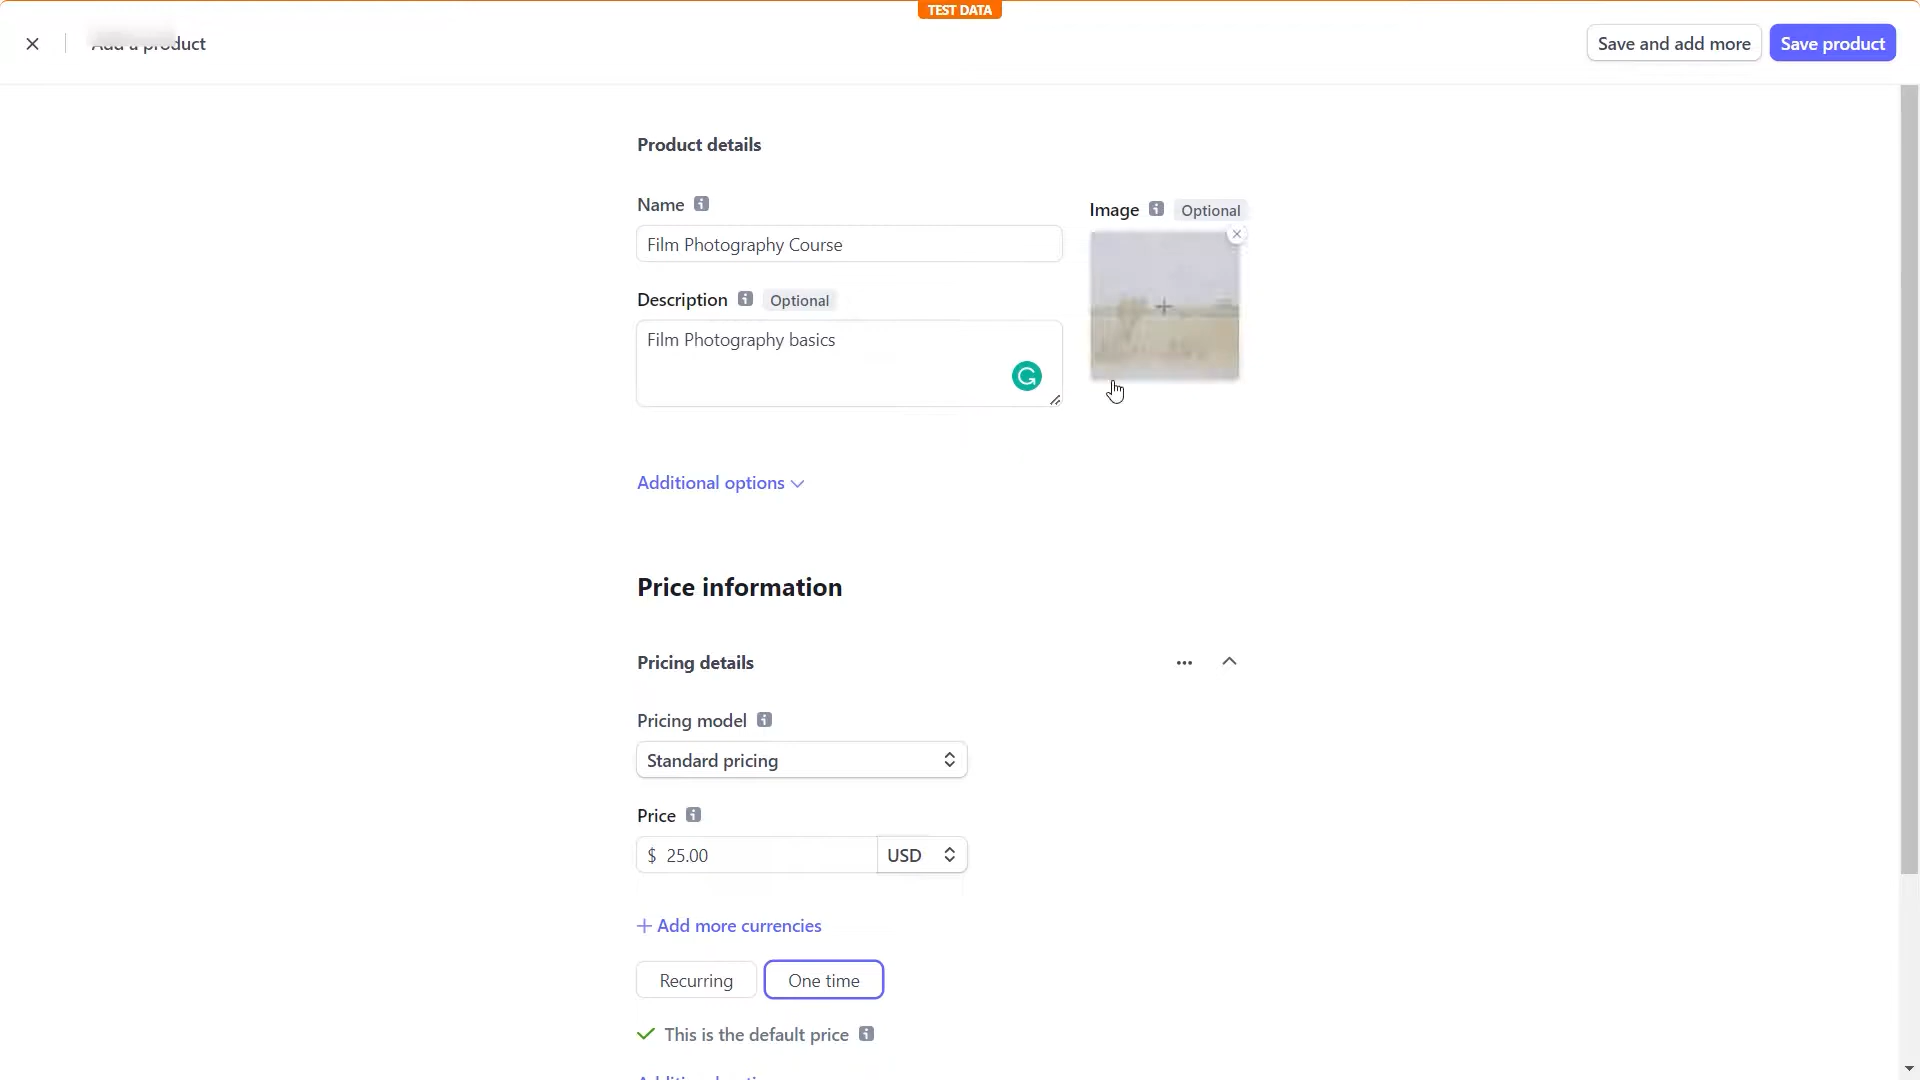 TEST DATA
Add a product
Save and add more
Save product
Product details
Name
Image Optional
Film Photography Course
Description Optional
Film Photography basics
Additional options
Price information
Pricing details
Pricing model
Standard pricing
Price
$ 25.00 USD
+ Add more currencies
Recurring One time
This is the default price